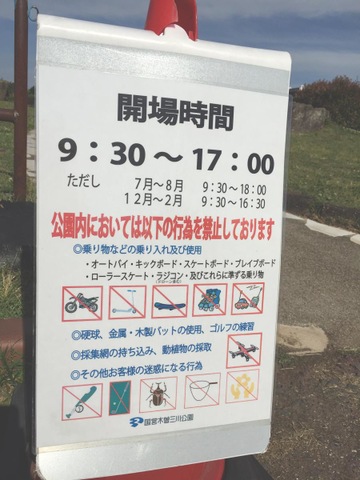 開場時間
9：30～17：00
ただし 7月～8月 9：30～18：00
12月～2月 9：30～16：30
公園内においては以下の行為を禁止しております
◎乗り物などの乗り入れ及び使用
・オートバイ・キックボード・スケートボード・ブレイブボード
・ローラースケート・ラジコン・及びこれらに準ずる乗り物
◎硬球、金属・木製バットの使用、ゴルフの練習
◎採集網の持ち込み、動植物の採取
◎その他お客様の迷惑になる行為
国営木曽三川公園